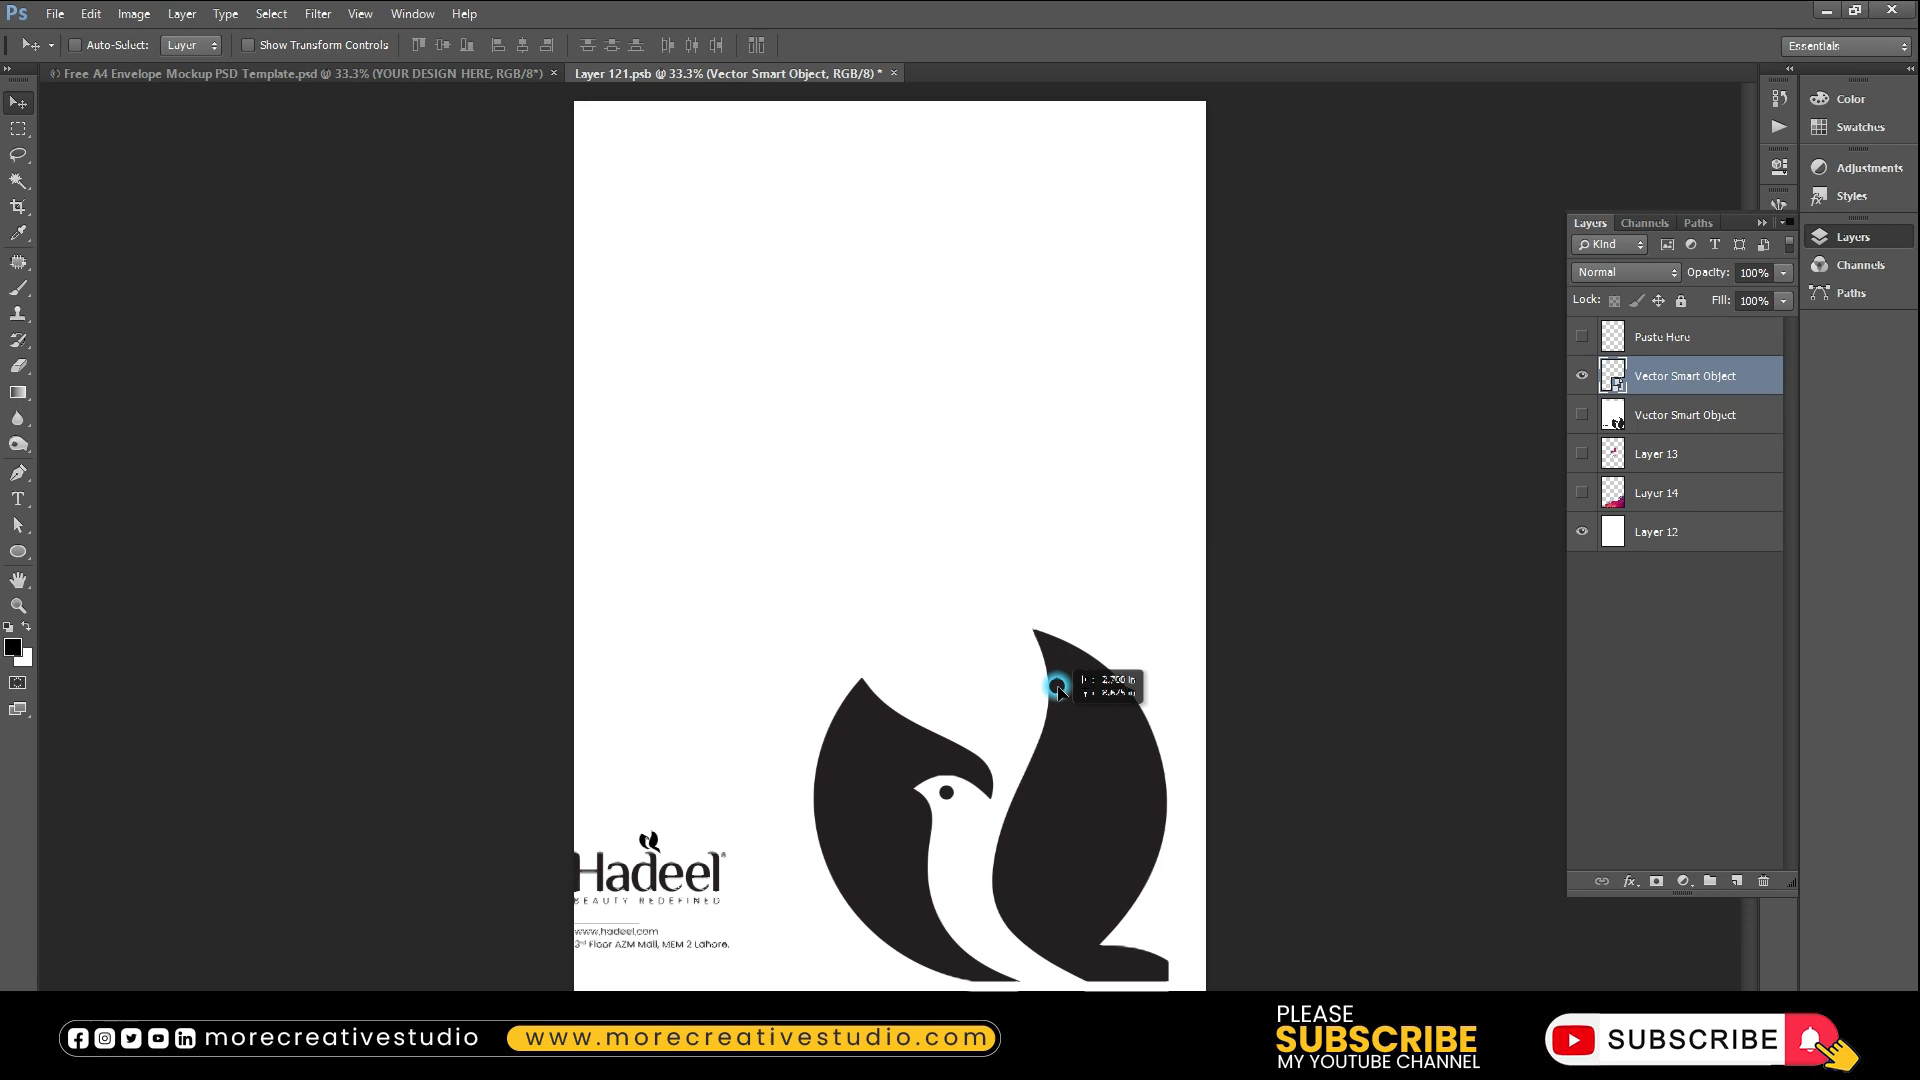 Ps File Edit Image Layer Type Select Filter View Window Help
Auto-Select: Layer Show Transform Controls Essentials
Free A4 Envelope Mockup PSD Template.psd @ 33.3% (YOUR DESIGN HERE, RGB/8*) × Layer 121.psb @ 33.3% (Vector Smart Object, RGB/8) * ×
Color
Swatches
Adjustments
Styles
Layers
Channels
Paths
Layers Channels Paths
Kind
Normal Opacity: 100%
Lock: Fill: 100%
Paste Here
Vector Smart Object
Vector Smart Object
Layer 13
Layer 14
Layer 12
Hadeel
BEAUTY REDEFINED
www.hadeel.com
3rd Floor AZM Mall, MEM 2 Lahore.
morecreativestudio
www.morecreativestudio.com
PLEASE
SUBSCRIBE
MY YOUTUBE CHANNEL
SUBSCRIBE